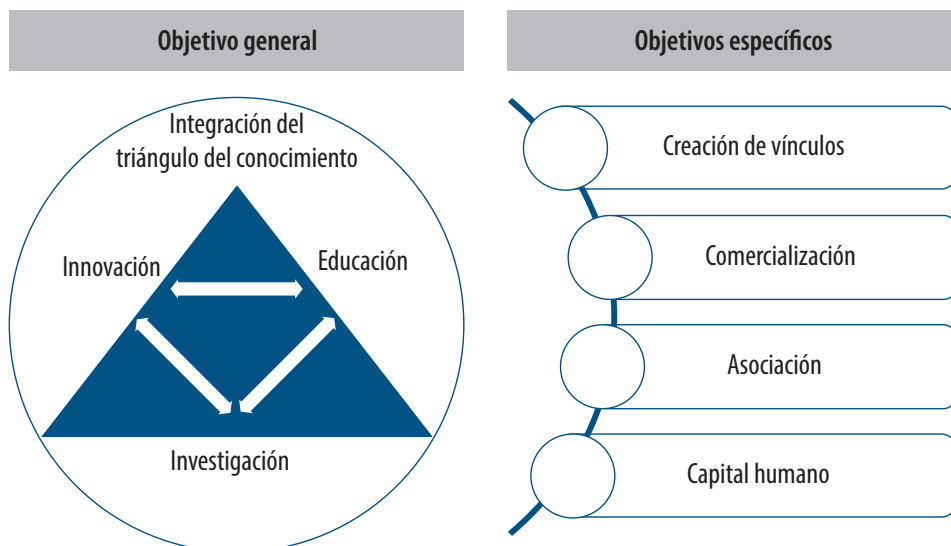 Objetivo general
Integración del
triángulo del conocimiento
Innovación
Educación
Investigación
Objetivos específicos
Creación de vínculos
Comercialización
Asociación
Capital humano